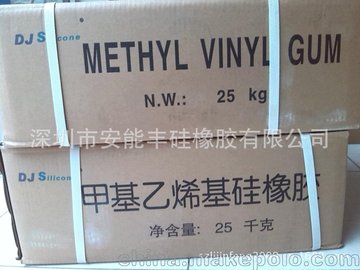 DJ Silicone
METHYL VINYL GUM
N.W.: 25 kg
深圳市安能丰硅橡胶有限公司
DJ Silicone
甲基乙烯基硅橡胶
净含量: 25 千克